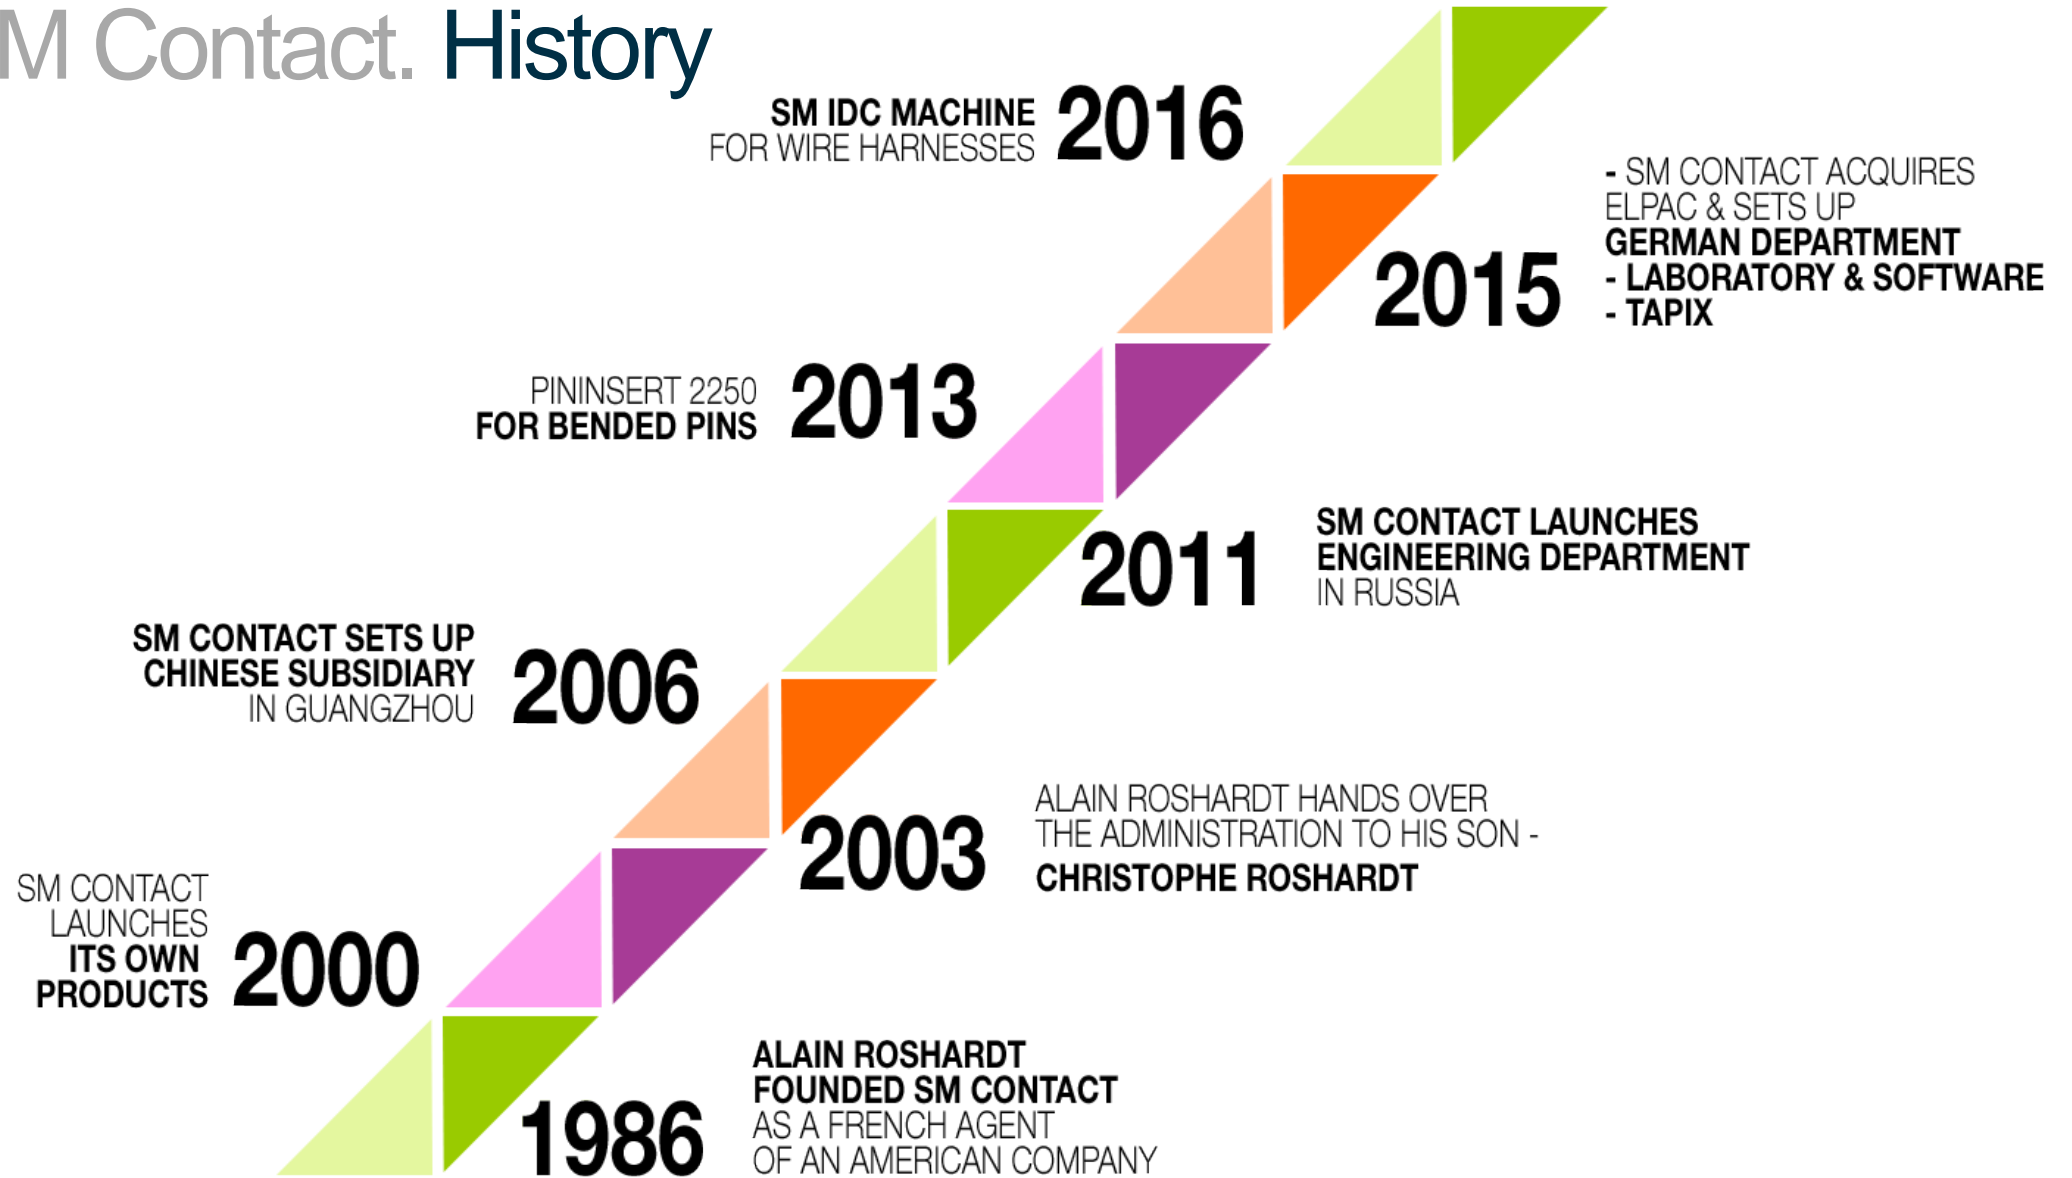 M Contact. History
SM IDC MACHINE
FOR WIRE HARNESSES
2016
- SM CONTACT ACQUIRES
ELPAC & SETS UP
GERMAN DEPARTMENT
- LABORATORY & SOFTWARE
- TAPIX
2015
PININSERT 2250
FOR BENDED PINS
2013
SM CONTACT LAUNCHES
ENGINEERING DEPARTMENT
IN RUSSIA
2011
SM CONTACT SETS UP
CHINESE SUBSIDIARY
IN GUANGZHOU
2006
ALAIN ROSHARDT HANDS OVER
THE ADMINISTRATION TO HIS SON -
CHRISTOPHE ROSHARDT
2003
SM CONTACT
LAUNCHES
ITS OWN
PRODUCTS
2000
ALAIN ROSHARDT
FOUNDED SM CONTACT
AS A FRENCH AGENT
OF AN AMERICAN COMPANY
1986